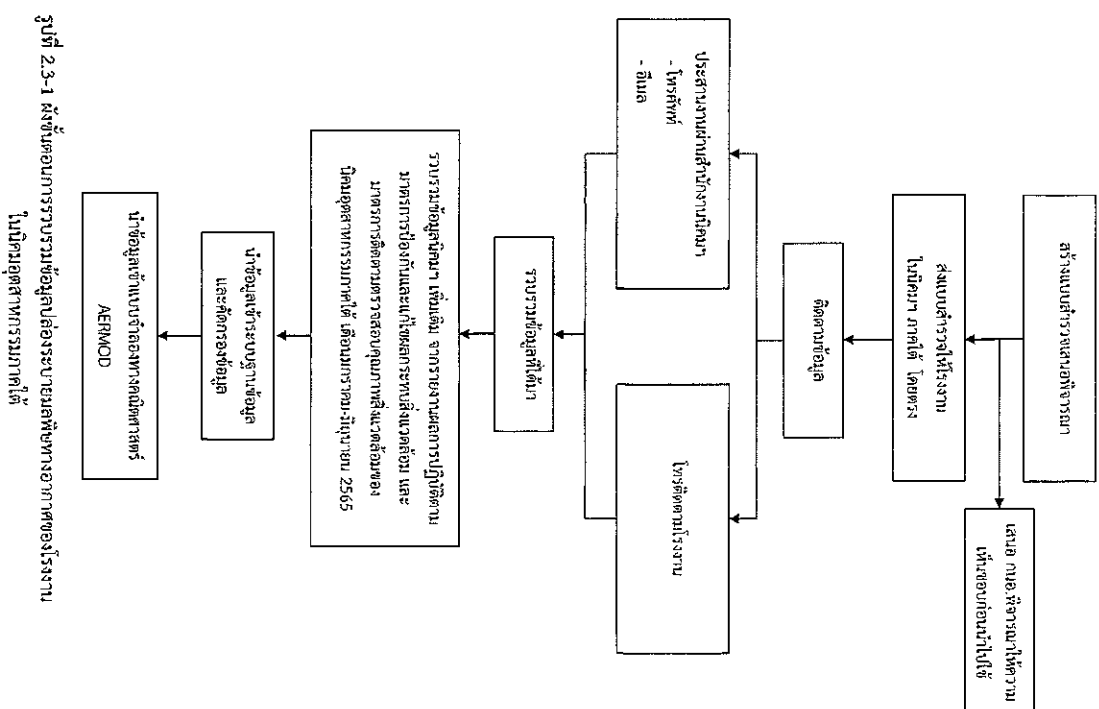 สร้างแบบสำรวจเสนอพิจารณา
เสนอ กนอ.พิจารณาให้ความ
เห็นชอบก่อนนำไปใช้
ส่งแบบสำรวจให้โรงงาน
ในนิคมฯ ภาคใต้ โดยตรง
ติดตามข้อมูล
ประสานงานผ่านสำนักงานนิคมฯ
- โทรศัพท์
- อีเมล
โทรติดตามโรงงาน
รวบรวมข้อมูลที่ได้มา
รวบรวมข้อมูลนิคมฯ เพิ่มเติม จากรายงานผลการปฏิบัติตาม
มาตรการป้องกันและแก้ไขผลกระทบสิ่งแวดล้อม และ
มาตรการติดตามตรวจสอบคุณภาพสิ่งแวดล้อมของ
นิคมอุตสาหกรรมภาคใต้ เดือนมกราคม-มิถุนายน 2565
นำข้อมูลเข้าระบบฐานข้อมูล
และคัดกรองข้อมูล
นำข้อมูลเข้าแบบจำลองทางคณิตศาสตร์
AERMOD
รูปที่ 2.3-1 ผังขั้นตอนการรวบรวมข้อมูลปล่องระบายมลพิษทางอากาศของโรงงาน
ในนิคมอุตสาหกรรมภาคใต้